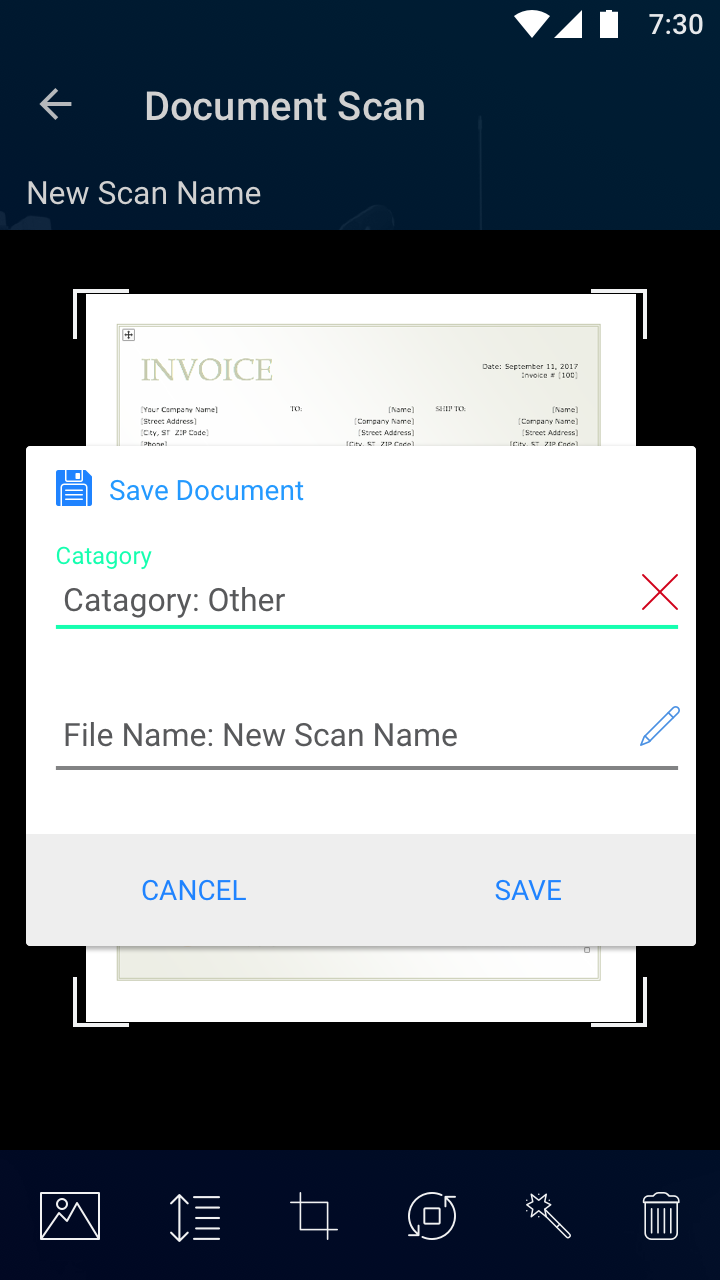 7:30
Document Scan
New Scan Name
INVOICE
Date: September 11, 2017
Invoice # [100]
[Your Company Name] TO: [Name] SHIP TO: [Name]
[Street Address] [Company Name] [Company Name]
[City, ST ZIP Code] [Street Address] [Street Address]
[Phone] [City, ST ZIP Code] [City, ST ZIP Code]
Save Document
Catagory
Catagory: Other
File Name: New Scan Name
CANCEL SAVE